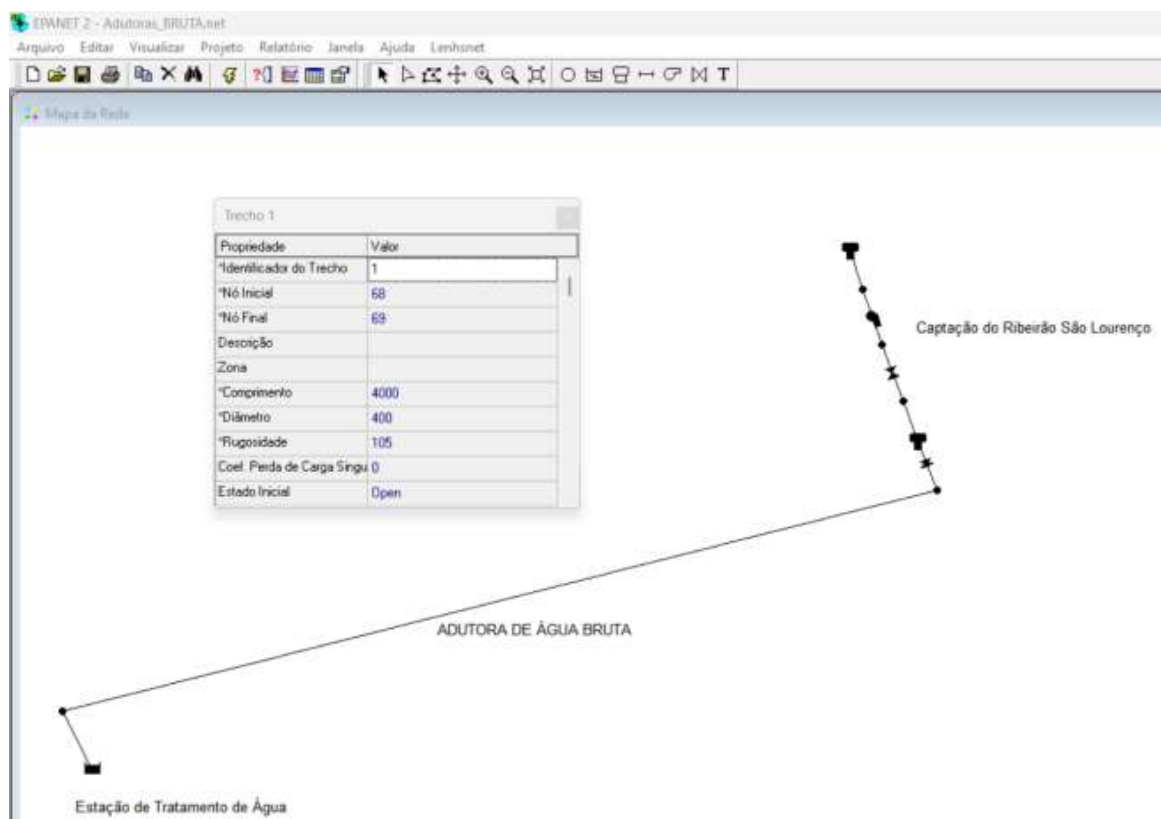 EPANET 2 - Adutoras_BRUTA.net
Arquivo Editar Visualizar Projeto Relatório Janela Ajuda Lenhsnet
T
Mapa da Rede
Trecho 1
Propriedade Valor
*Identificador do Trecho 1
*Nó Inicial 68
*Nó Final 69
Descrição
Zona
*Comprimento 4000
*Diâmetro 400
*Rugosidade 105
Coef. Perda de Carga Singu 0
Estado Inicial Open
Captação do Ribeirão São Lourenço
ADUTORA DE ÁGUA BRUTA
Estação de Tratamento de Água